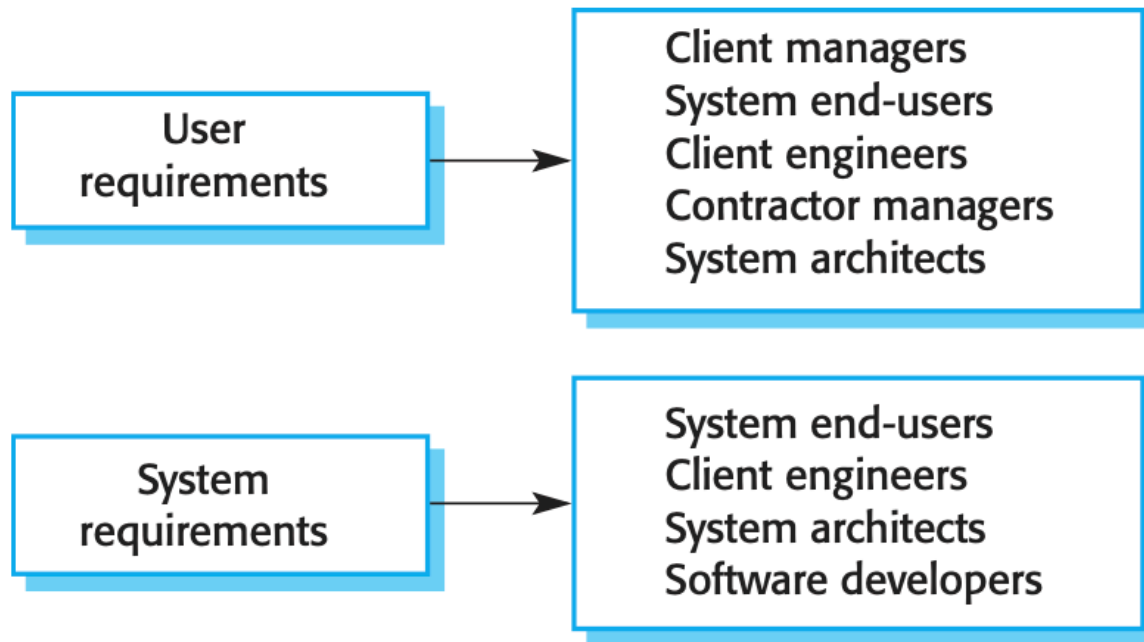 User
requirements
Client managers
System end-users
Client engineers
Contractor managers
System architects
System
requirements
System end-users
Client engineers
System architects
Software developers